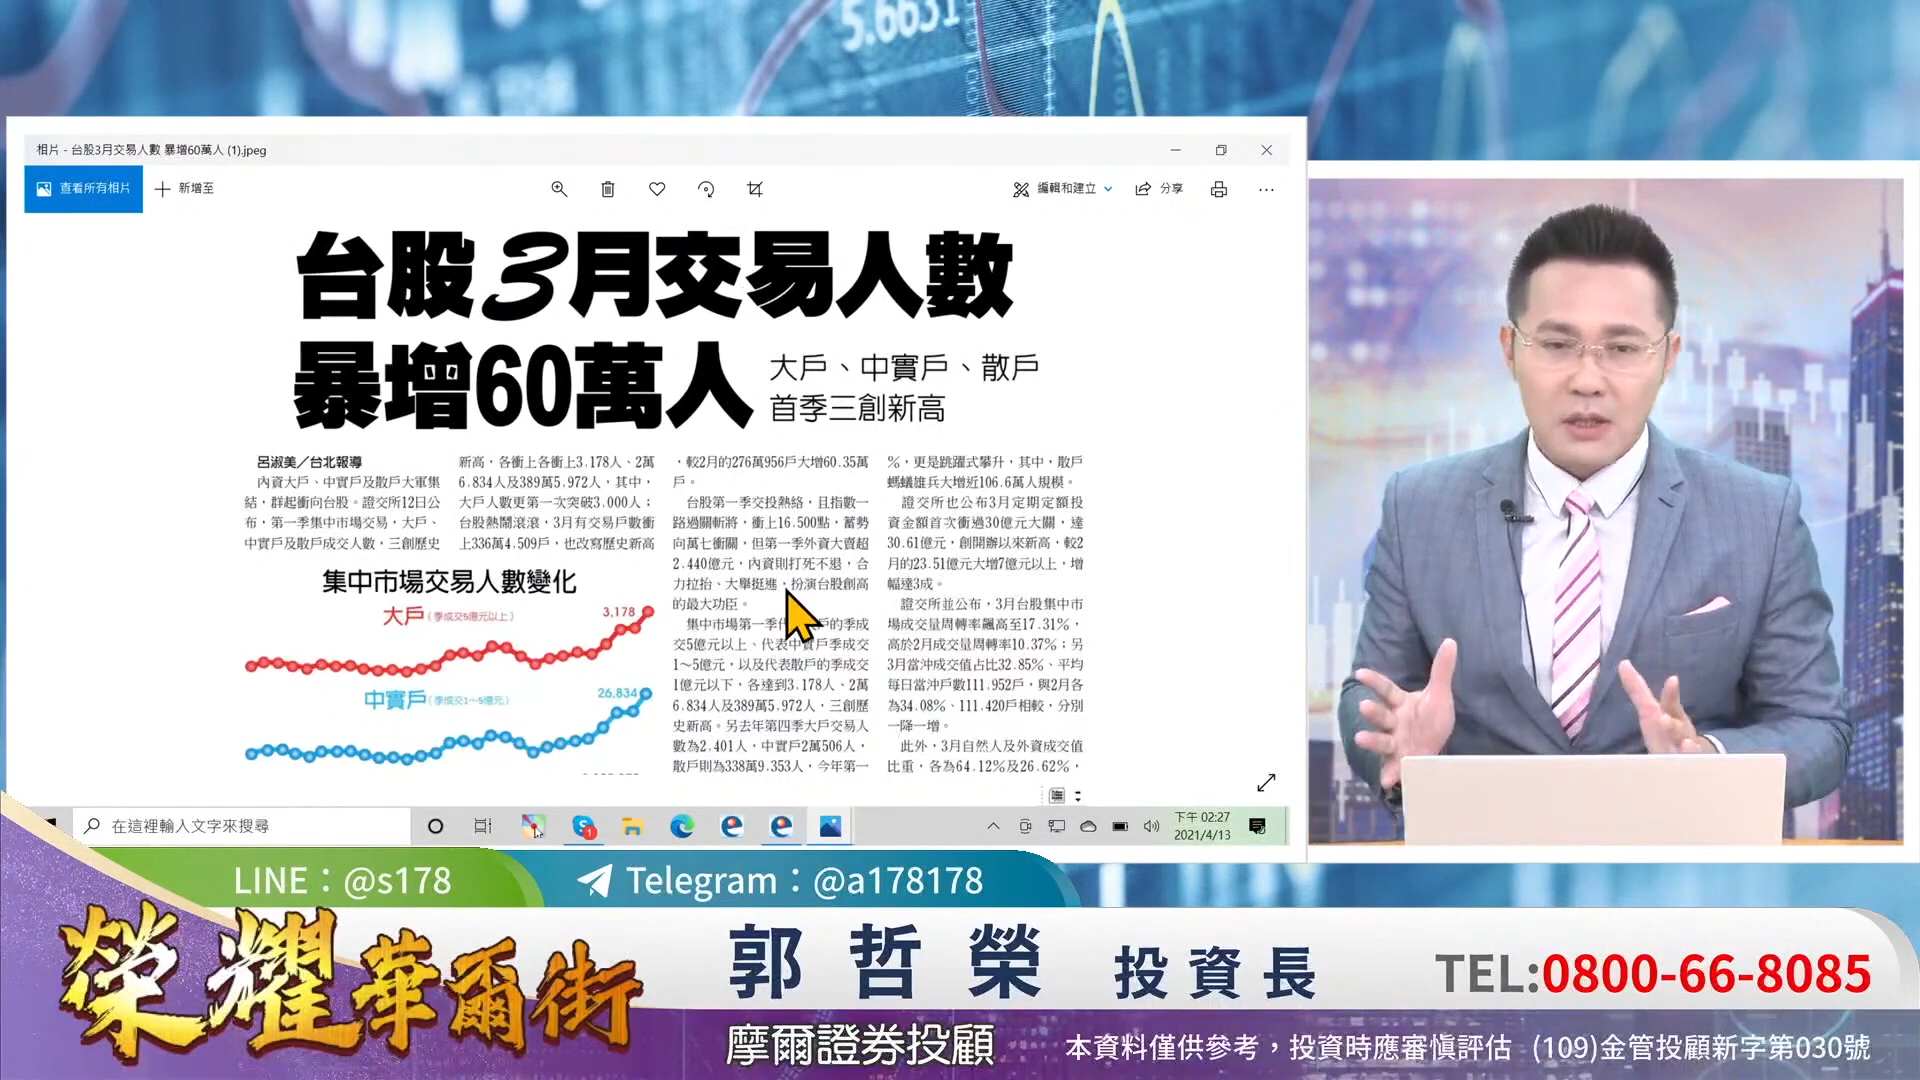 5.6631
相片 - 台股3月交易人數 暴增60萬人 (1).jpeg
查看所有相片
新增至
編輯和建立
分享
台股3月交易人數
暴增60萬人
大戶、中實戶、散戶
首季三創新高
呂淑美／台北報導
內資大戶、中實戶及散戶大軍集
結，群起衝向台股。證交所12日公
布，第一季集中市場交易，大戶、
中實戶及散戶成交人數，三創歷史
新高，各衝上各衝上3,178人、2萬
6,834人及389萬5,972人，其中，
大戶人數更第一次突破3,000人；
台股熱鬧滾滾，3月有交易戶數衝
上336萬4,509戶，也改寫歷史新高
，較2月的276萬956戶大增60.35萬
戶。
台股第一季交投熱絡，且指數一
路過關斬將，衝上16,500點，蓄勢
向萬七衝關，但第一季外資大賣超
2,440億元，內資則打死不退，合
力拉抬、大舉挺進，扮演台股創高
的最大功臣。
集中市場第一季代大戶的季成
交5億元以上、代表中實戶季成交
1～5億元，以及代表散戶的季成交
1億元以下，各達到3,178人、2萬
6,834人及389萬5,972人，三創歷
史新高。另去年第四季大戶交易人
數為2,401人，中實戶2萬506人，
散戶則為338萬9,353人，今年第一
%，更是跳躍式攀升，其中，散戶
螞蟻雄兵大增近106.6萬人規模。
證交所也公布3月定期定額投
資金額首次衝過30億元大關，達
30.61億元，創開辦以來新高，較2
月的23.51億元大增7億元以上，增
幅達3成。
證交所並公布，3月台股集中市
場成交量周轉率飆高至17.31%，
高於2月成交量周轉率10.37%；另
3月當沖成交值占比32.85%、平均
每日當沖戶數111,952戶，與2月各
為34.08%、111,420戶相較，分別
一降一增。
此外，3月自然人及外資成交值
比重，各為64.12%及26.62%，
集中市場交易人數變化
大戶（季成交5億元以上）
3,178
中實戶（季成交1～5億元）
26,834
在這裡輸入文字來搜尋
1
下午 02:27
2021/4/13
LINE：@s178
Telegram：@a178178
榮耀華爾街
郭哲榮 投資長
TEL:0800-66-8085
摩爾證券投顧
本資料僅供參考，投資時應審慎評估 (109)金管投顧新字第030號